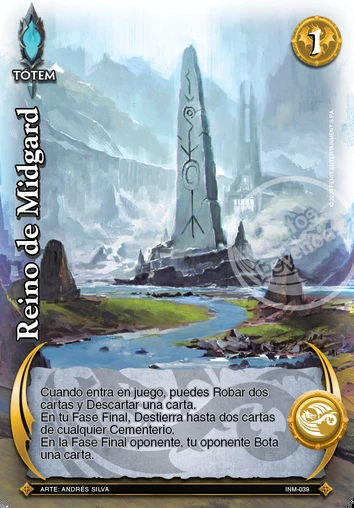 TÓTEM
1
Reino de Midgard
Cuando entra en juego, puedes Robar dos
cartas y Descartar una carta.
En tu Fase Final, Destierra hasta dos cartas
de cualquier Cementerio.
En la Fase Final oponente, tu oponente Bota
una carta.
ARTE: ANDRÉS SILVA
INM-039